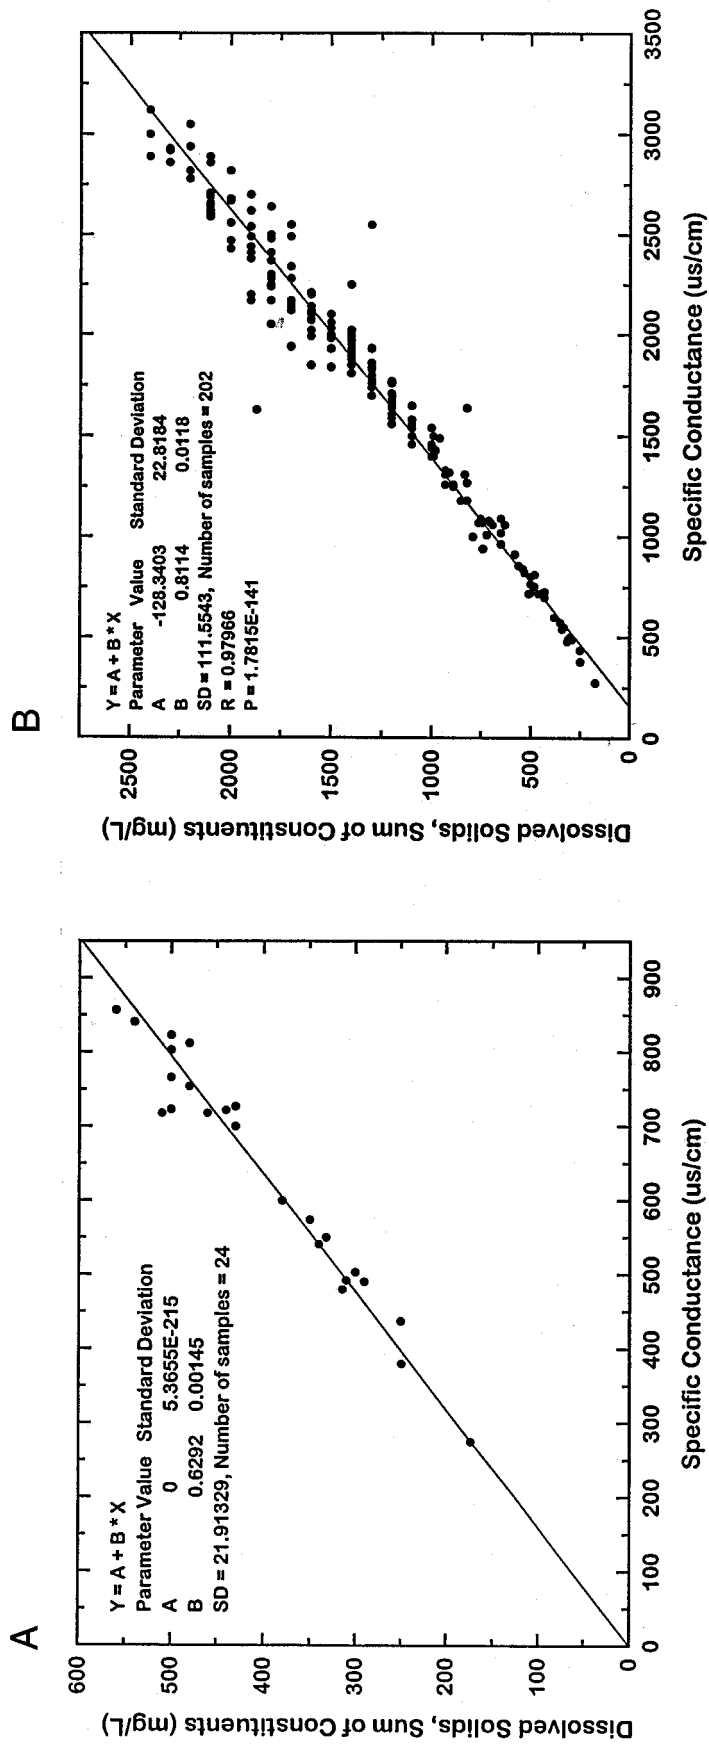 A
Y = A + B * X
Parameter Value Standard Deviation
A 0 5.3655E-215
B 0.6292 0.00145
SD = 21.91329, Number of samples = 24
Dissolved Solids, Sum of Constituents (mg/L)
600
400
300
200
100
0
0 100 200 300 400 500 600 700 800 900
Specific Conductance (us/cm)
B
Y = A + B * X
Parameter Value Standard Deviation
A -128.3403 22.8184
B 0.8114 0.0118
SD = 111.5543, Number of samples = 202
R = 0.97966
P = 1.7815E-141
Dissolved Solids, Sum of Constituents (mg/L)
2500
2000
1500
1000
500
0
0 500 1000 1500 2000 2500 3000 3500
Specific Conductance (us/cm)